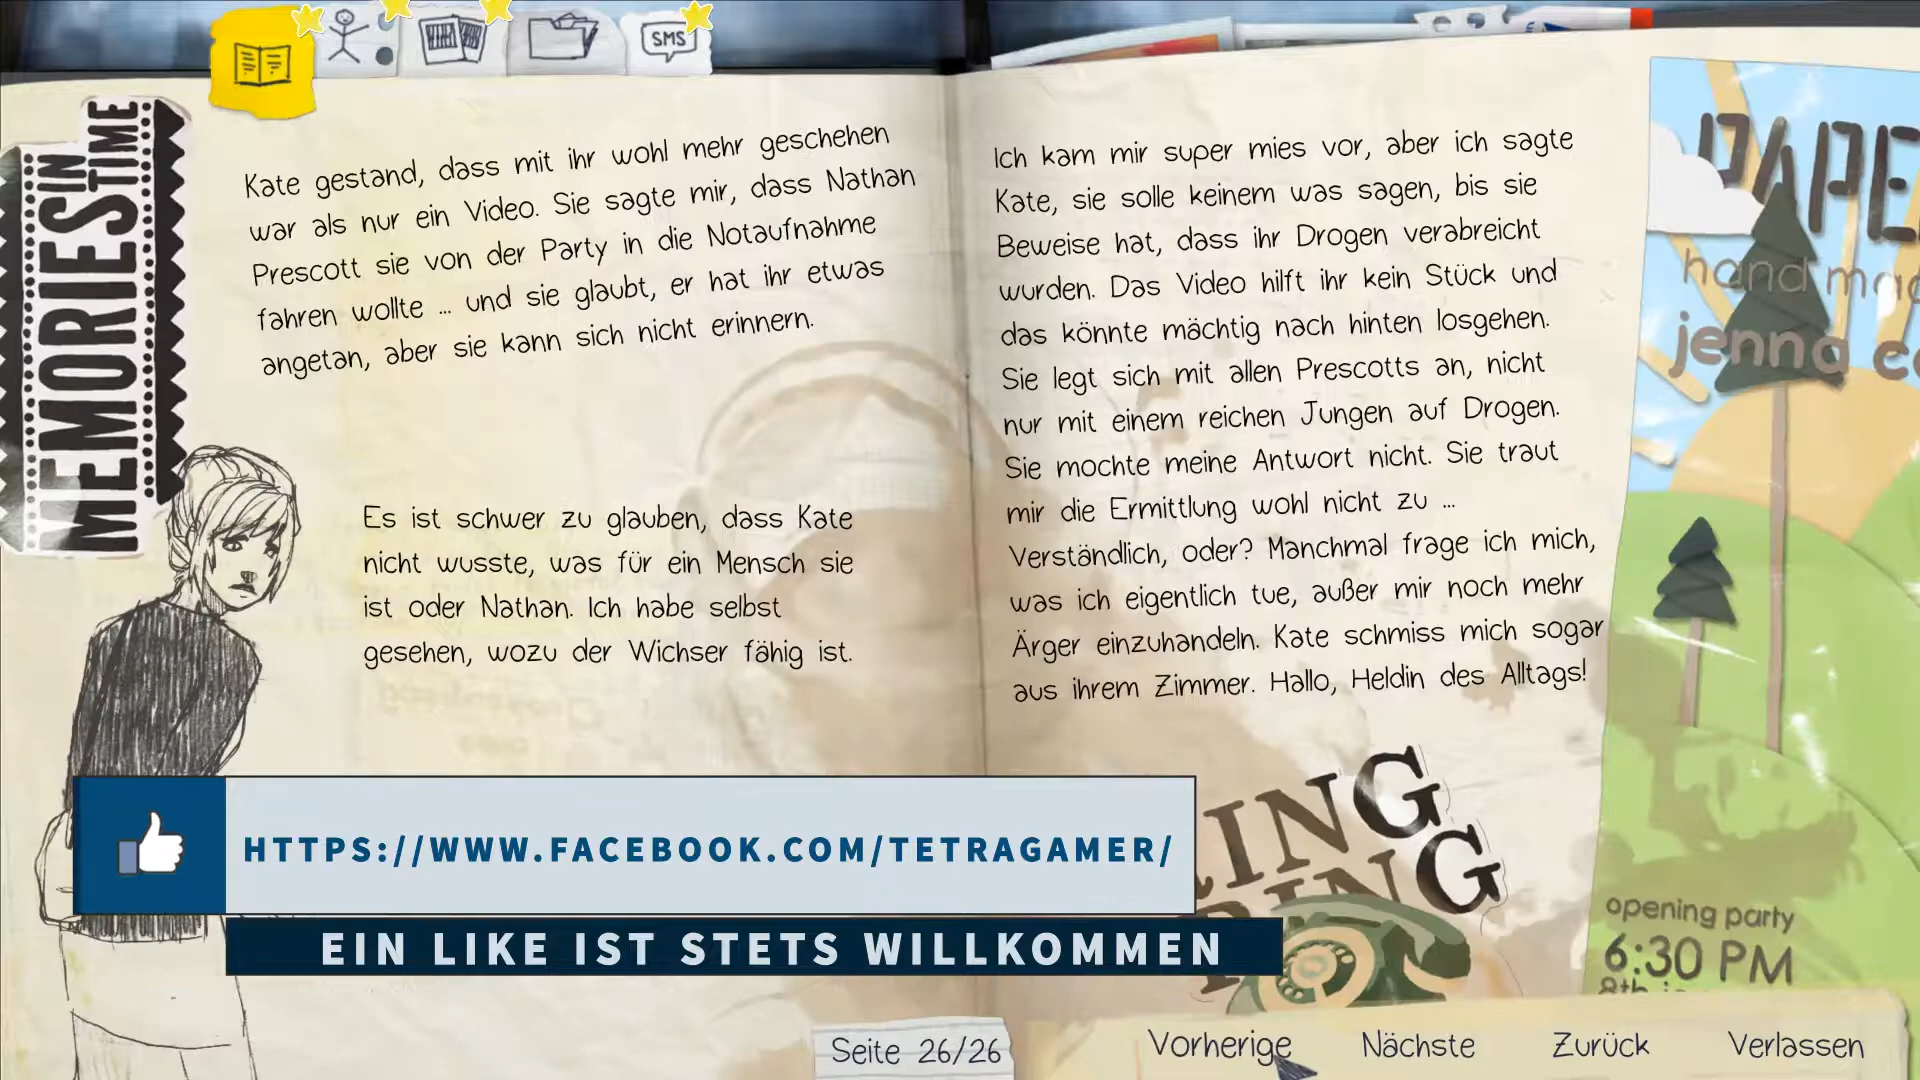 SMS
MEMORIES IN TIME
Kate gestand, dass mit ihr wohl mehr geschehen
war als nur ein Video. Sie sagte mir, dass Nathan
Prescott sie von der Party in die Notaufnahme
fahren wollte ... und sie glaubt, er hat ihr etwas
angetan, aber sie kann sich nicht erinnern.
Es ist schwer zu glauben, dass Kate
nicht wusste, was für ein Mensch sie
ist oder Nathan. Ich habe selbst
gesehen, wozu der Wichser fähig ist.
Ich kam mir super mies vor, aber ich sagte
Kate, sie solle keinem was sagen, bis sie
Beweise hat, dass ihr Drogen verabreicht
wurden. Das Video hilft ihr kein Stück und
das könnte mächtig nach hinten losgehen.
Sie legt sich mit allen Prescotts an, nicht
nur mit einem reichen Jungen auf Drogen.
Sie mochte meine Antwort nicht. Sie traut
mir die Ermittlung wohl nicht zu ...
Verständlich, oder? Manchmal frage ich mich,
was ich eigentlich tue, außer mir noch mehr
Ärger einzuhandeln. Kate schmiss mich sogar
aus ihrem Zimmer. Hallo, Heldin des Alltags!
PAPE
hand mad
jenna co
opening party
6:30 PM
8th
ING
RING
HTTPS://WWW.FACEBOOK.COM/TETRAGAMER/
EIN LIKE IST STETS WILLKOMMEN
Seite 26/26
Vorherige
Nächste
Zurück
Verlassen